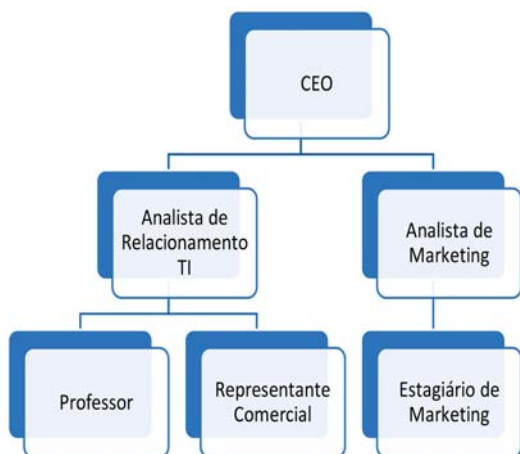 CEO
Analista de
Relacionamento
TI
Analista de
Marketing
Professor
Representante
Comercial
Estagiário de
Marketing